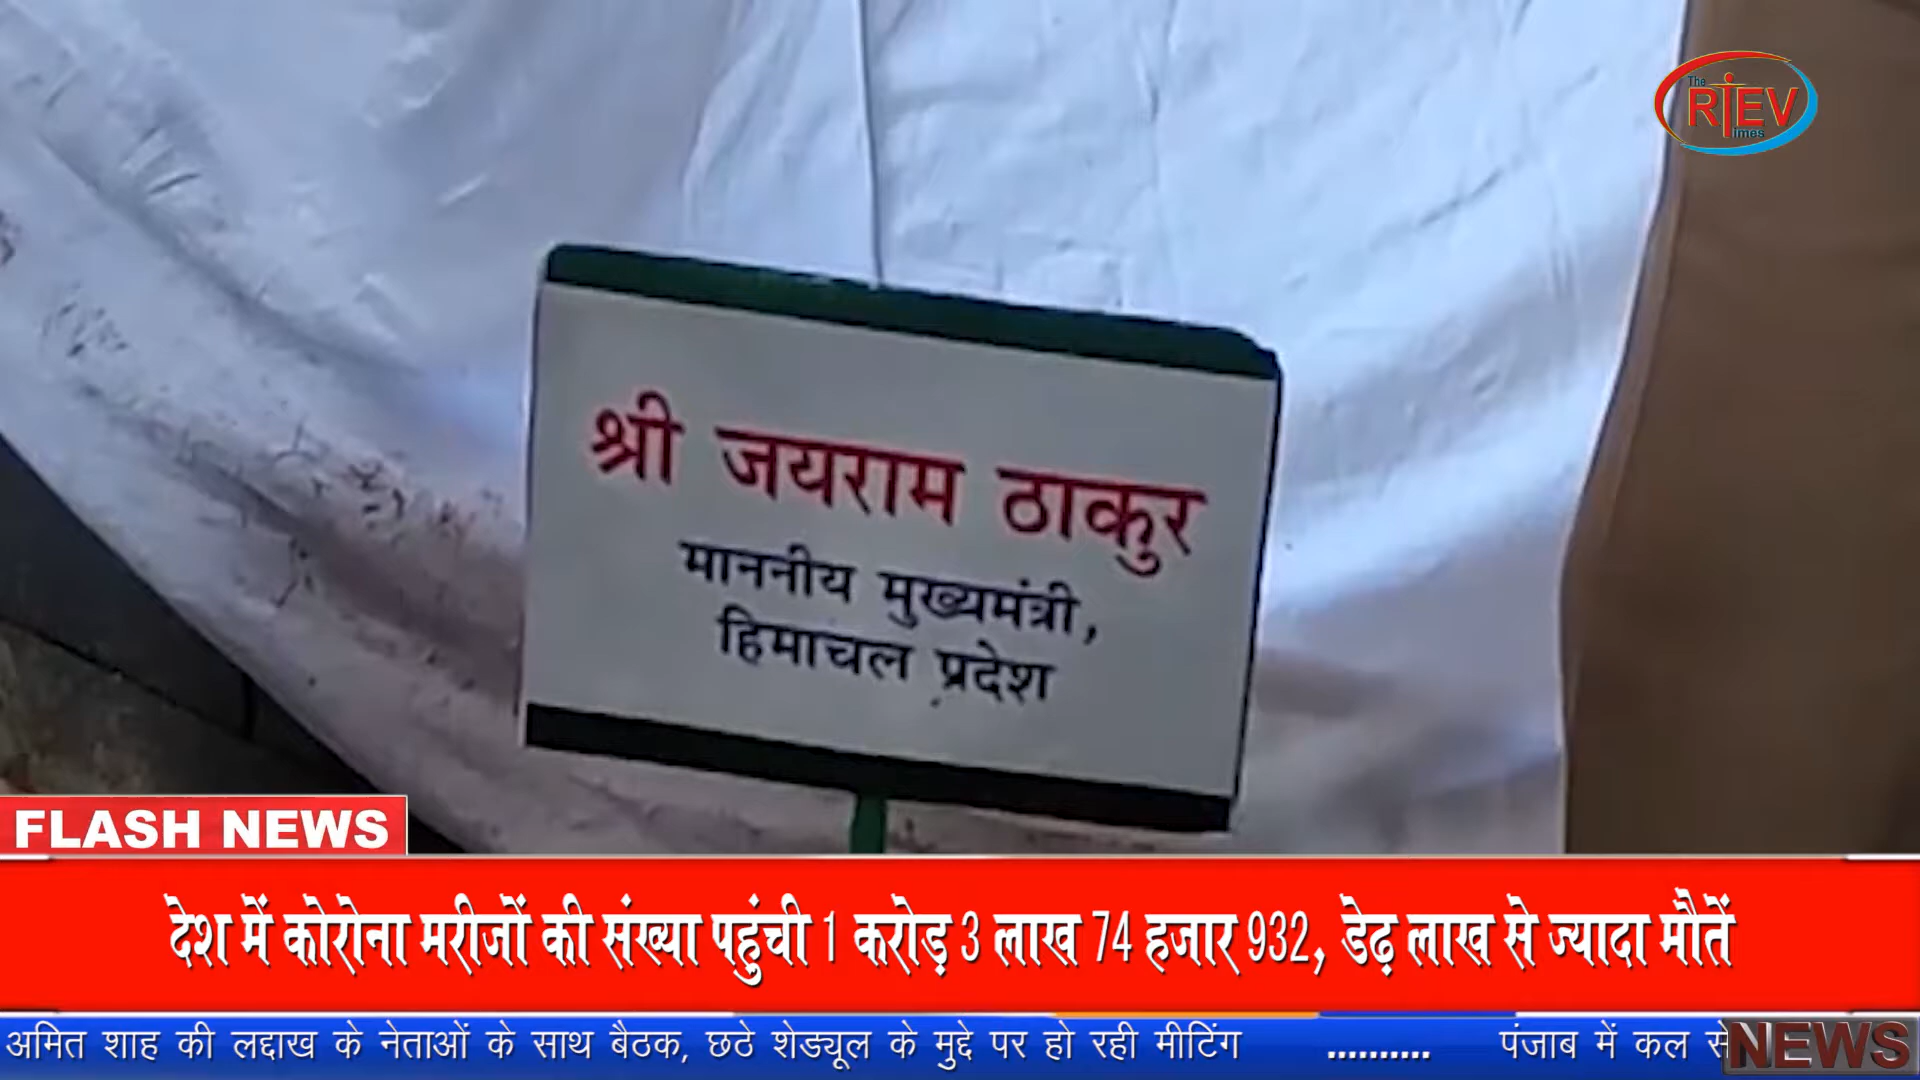 The
RIEV
Times
श्री जयराम ठाकुर
माननीय मुख्यमंत्री,
हिमाचल प्रदेश
FLASH NEWS
देश में कोरोना मरीजों की संख्या पहुंची 1 करोड़ 3 लाख 74 हजार 932, डेढ़ लाख से ज्यादा मौतें
अमित शाह की लद्दाख के नेताओं के साथ बैठक, छठे शेड्यूल के मुद्दे पर हो रही मीटिंग .......... पंजाब में कल से
NEWS